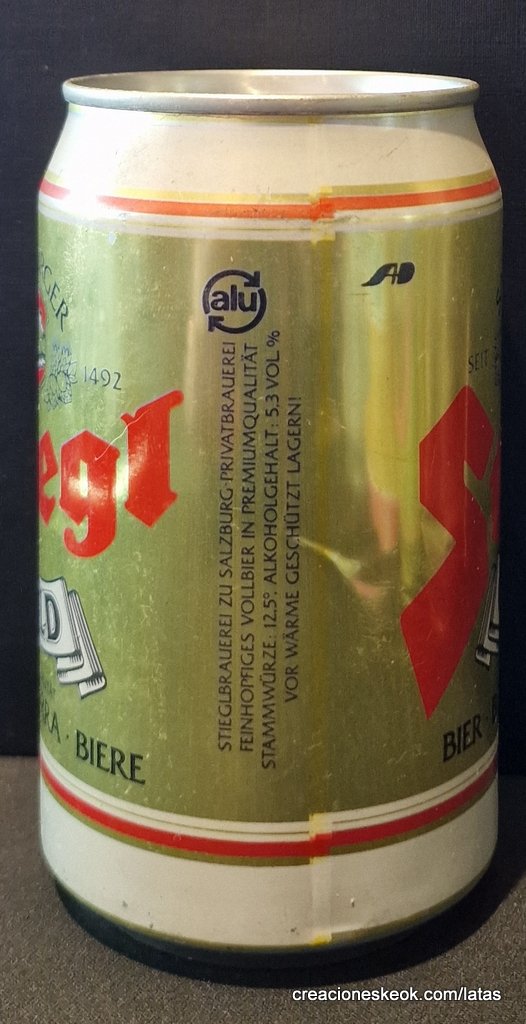 1492
alu
STIEGLBRAUEREI ZU SALZBURG·PRIVATBRAUEREI
FEINHOPFIGES VOLLBIER IN PREMIUMQUALITÄT
STAMMWÜRZE: 12,5°, ALKOHOLGEHALT: 5,3 VOL %
VOR WÄRME GESCHÜTZT LAGERN!
SEIT
egl
· BIERE
BIER ·
creacioneskeok.com/latas